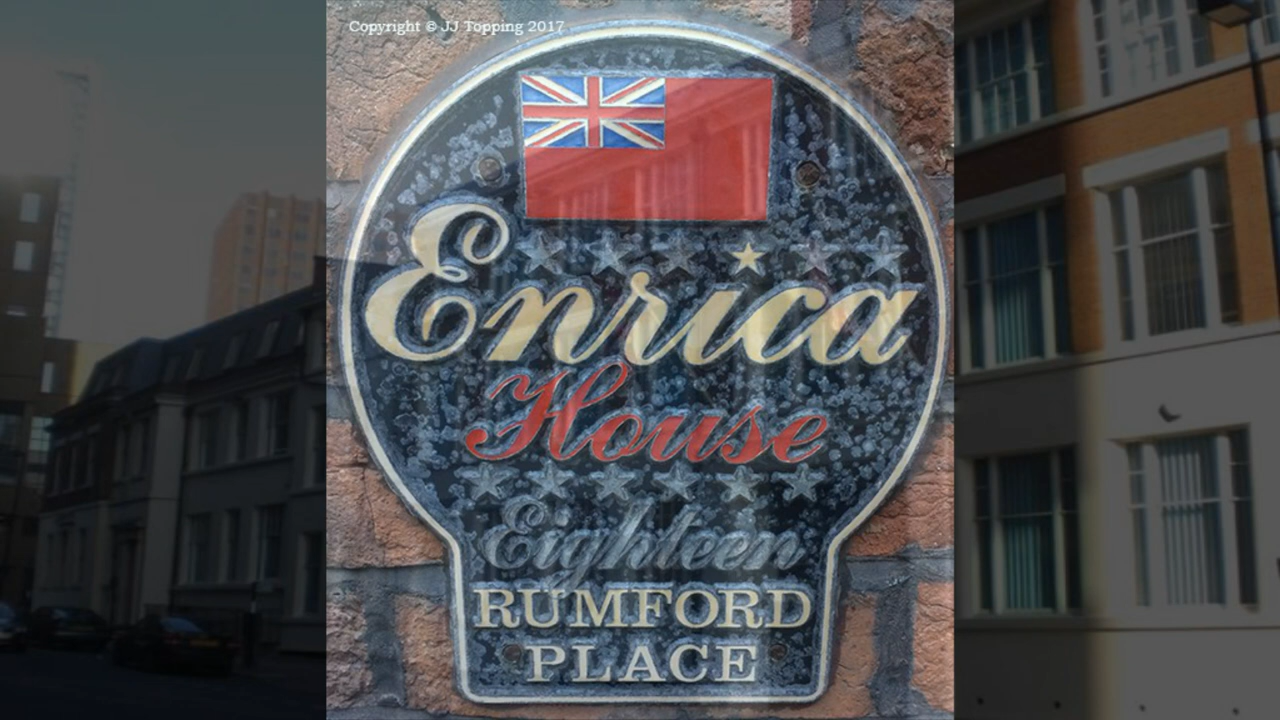 Copyright © JJ Topping 2017
Enrica
House
Eighteen
RUMFORD
PLACE